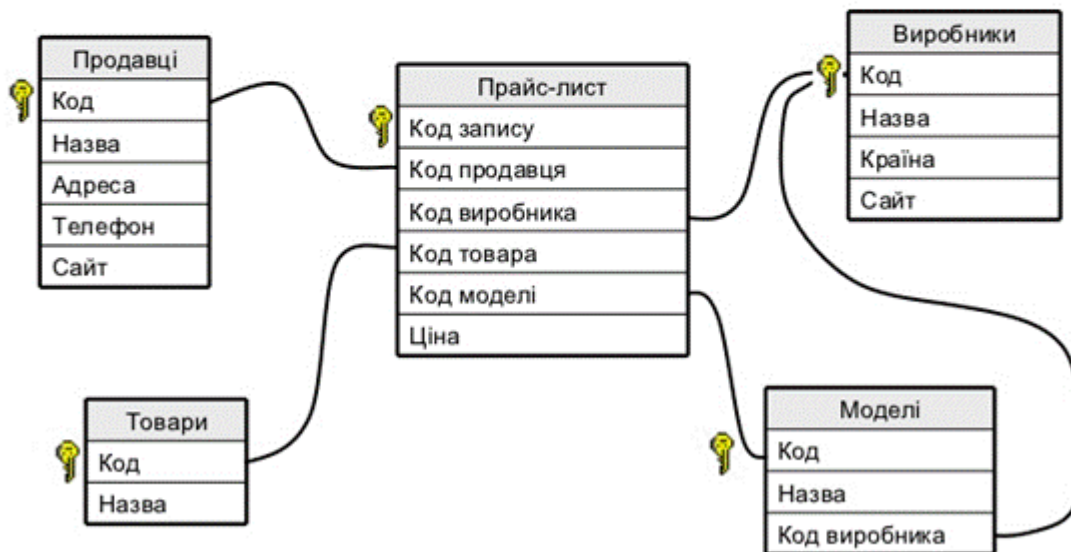 Продавці
Код
Назва
Адреса
Телефон
Сайт
Прайс-лист
Код запису
Код продавця
Код виробника
Код товара
Код моделі
Ціна
Виробники
Код
Назва
Країна
Сайт
Товари
Код
Назва
Моделі
Код
Назва
Код виробника